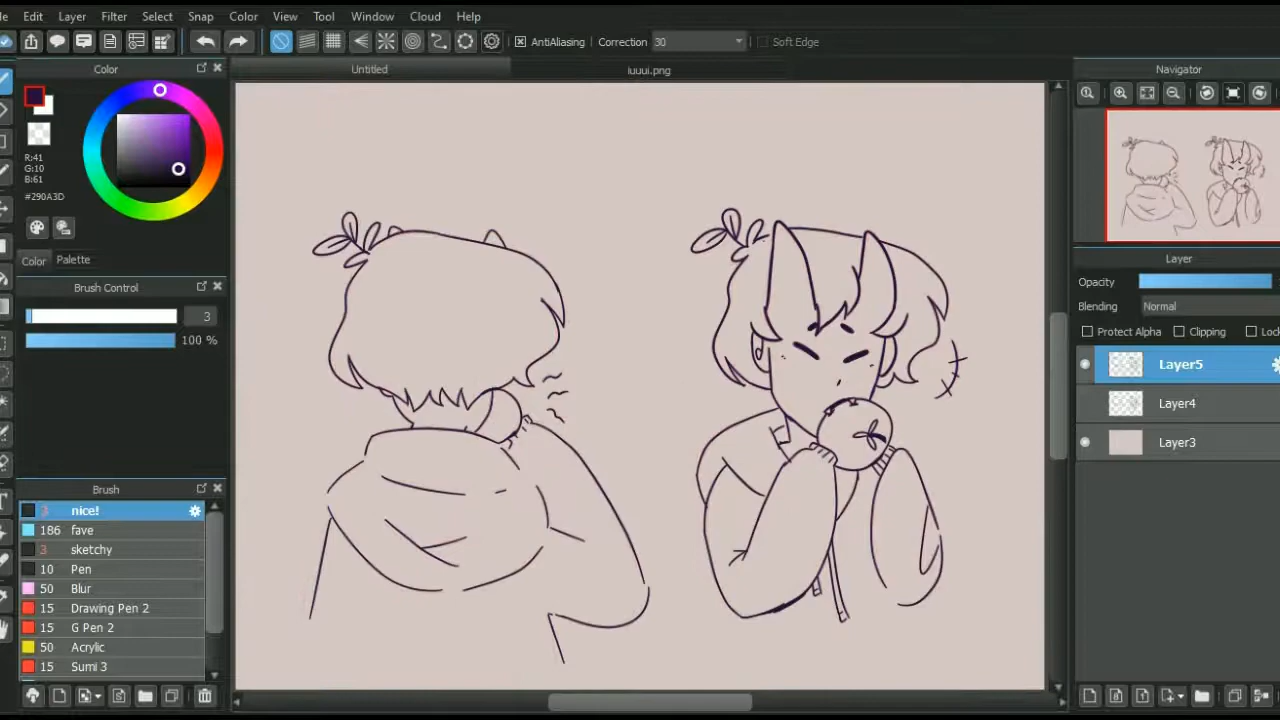 Edit Layer Filter Select Snap Color View Tool Window Cloud Help
AntiAliasing Correction 30 Soft Edge
Color
Untitled
iuuui.png
Navigator
R:41
G:10
B:61
#290A3D
Color Palette
Brush Control
3
100 %
Layer
Opacity
Blending Normal
Protect Alpha Clipping
Layer5
Layer4
Layer3
Brush
3 nice!
186 fave
3 sketchy
10 Pen
50 Blur
15 Drawing Pen 2
15 G Pen 2
50 Acrylic
15 Sumi 3